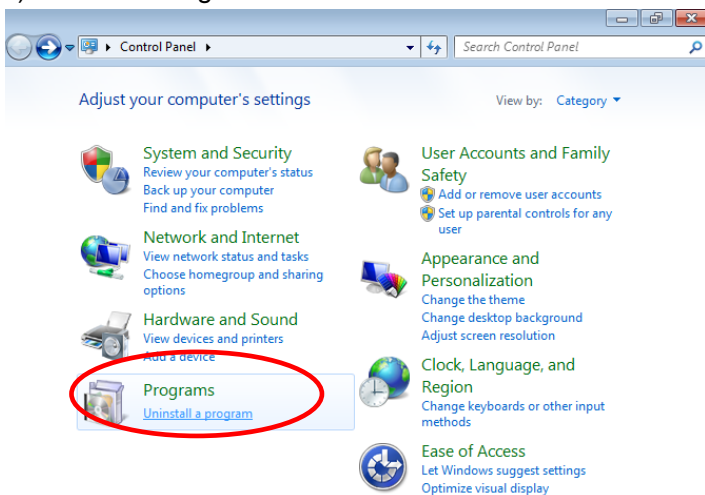 Control Panel
Search Control Panel
Adjust your computer's settings
View by: Category
System and Security
Review your computer's status
Back up your computer
Find and fix problems
Network and Internet
View network status and tasks
Choose homegroup and sharing
options
Hardware and Sound
View devices and printers
Add a device
Programs
Uninstall a program
User Accounts and Family
Safety
Add or remove user accounts
Set up parental controls for any
user
Appearance and
Personalization
Change the theme
Change desktop background
Adjust screen resolution
Clock, Language, and
Region
Change keyboards or other input
methods
Ease of Access
Let Windows suggest settings
Optimize visual display